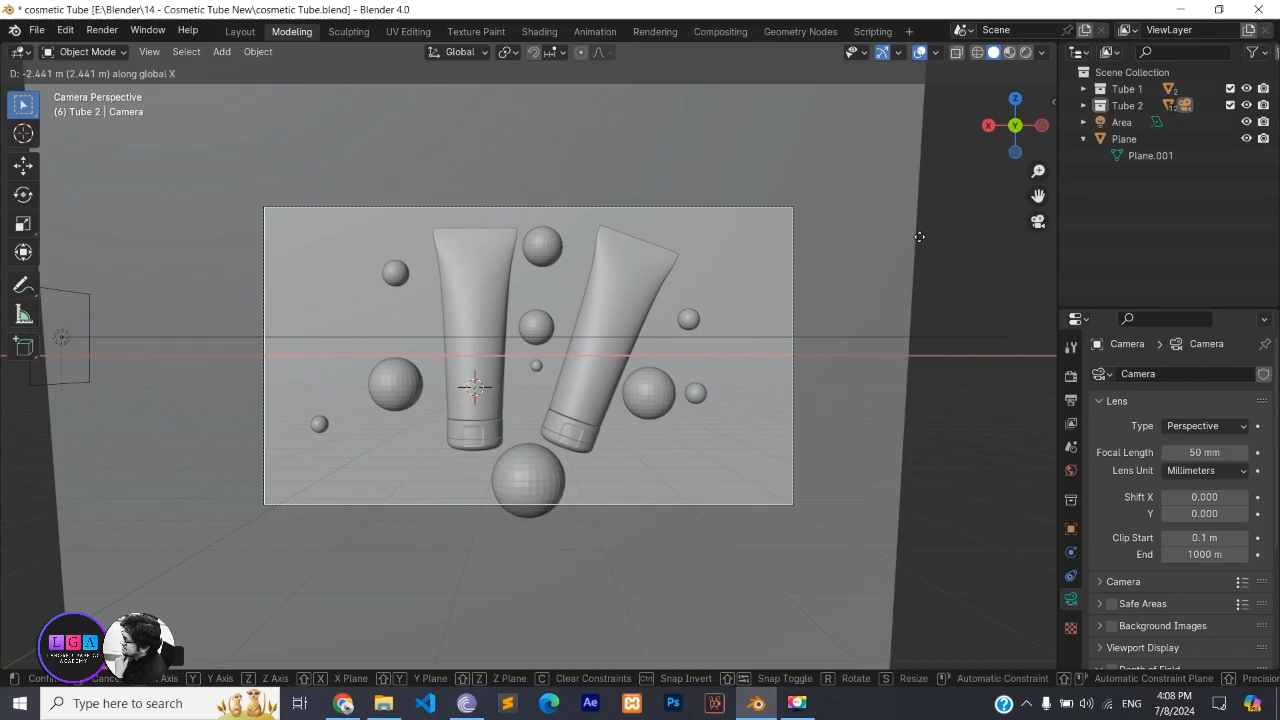 * cosmetic Tube [E:\Blender\14 - Cosmetic Tube New\cosmetic Tube.blend] - Blender 4.0
File Edit Render Window Help Layout Modeling Sculpting UV Editing Texture Paint Shading Animation Rendering Compositing Geometry Nodes Scripting + Scene ViewLayer
Object Mode View Select Add Object Global
D: -2.441 m (2.441 m) along global X
Scene Collection
Camera Perspective
(6) Tube 2 | Camera
Tube 1 2
Tube 2
Area
Plane
Plane.001
Z
X Y
Camera > Camera
Camera
Lens
Type Perspective
Focal Length 50 mm
Lens Unit Millimeters
Shift X 0.000
Y 0.000
Clip Start 0.1 m
End 1000 m
Camera
Safe Areas
Background Images
Viewport Display
LGA
ACADEMY
X Axis Y Y Axis Z Z Axis X X Plane Y Y Plane Z Z Plane C Clear Constraints Snap Invert Snap Toggle R Rotate S Resize Automatic Constraint Automatic Constraint Plane Precision
Type here to search
Ae
Ps
ENG
4:08 PM
7/8/2024